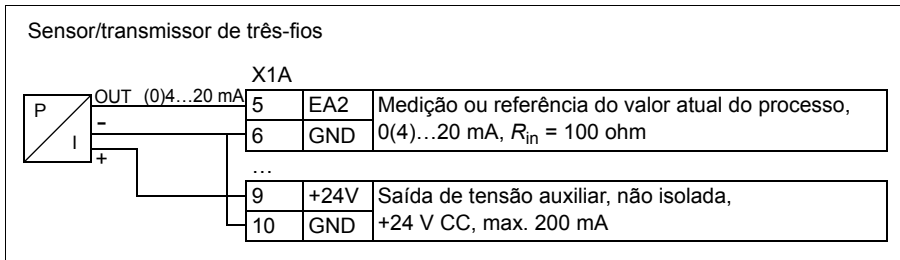 Sensor/transmissor de três-fios
X1A
OUT (0)4…20 mA 5 EA2 Medição ou referência do valor atual do processo,
P - 6 GND 0(4)…20 mA, Rin = 100 ohm
I
+
…
9 +24V Saída de tensão auxiliar, não isolada,
10 GND +24 V CC, max. 200 mA